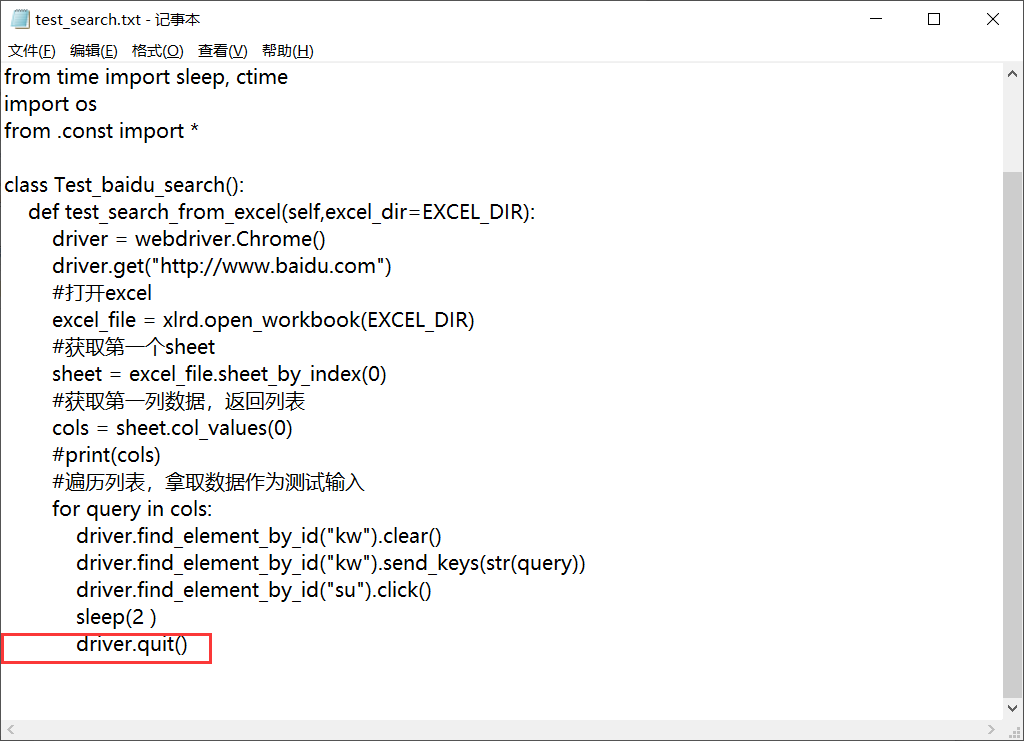 test_search.txt - 记事本
文件(F) 编辑(E) 格式(O) 查看(V) 帮助(H)
from time import sleep, ctime
import os
from .const import *
class Test_baidu_search():
    def test_search_from_excel(self,excel_dir=EXCEL_DIR):
        driver = webdriver.Chrome()
        driver.get("http://www.baidu.com")
        #打开excel
        excel_file = xlrd.open_workbook(EXCEL_DIR)
        #获取第一个sheet
        sheet = excel_file.sheet_by_index(0)
        #获取第一列数据，返回列表
        cols = sheet.col_values(0)
        #print(cols)
        #遍历列表，拿取数据作为测试输入
        for query in cols:
            driver.find_element_by_id("kw").clear()
            driver.find_element_by_id("kw").send_keys(str(query))
            driver.find_element_by_id("su").click()
            sleep(2 )
            driver.quit()